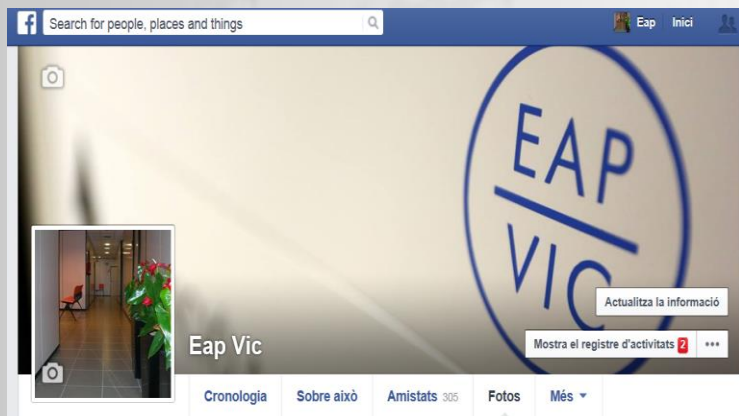 f Search for people, places and things Eap Inici
EAP
VIC
Actualitza la informació
Eap Vic
Mostra el registre d'activitats 2 •••
Cronologia Sobre això Amistats 305 Fotos Més